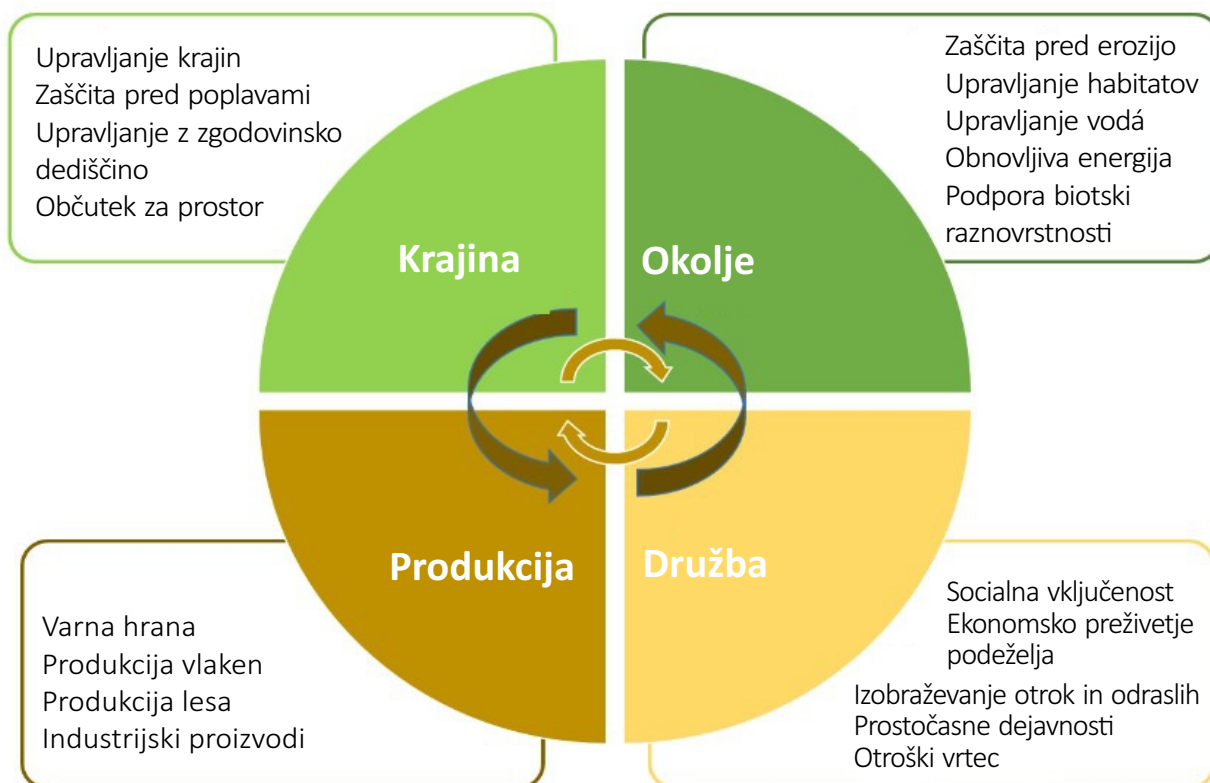 Upravljanje krajin
Zaščita pred poplavami
Upravljanje z zgodovinsko
dediščino
Občutek za prostor
Zaščita pred erozijo
Upravljanje habitatov
Upravljanje vodá
Obnovljiva energija
Podpora biotski
raznovrstnosti
Krajina
Okolje
Produkcija
Družba
Varna hrana
Produkcija vlaken
Produkcija lesa
Industrijski proizvodi
Socialna vključenost
Ekonomsko preživetje
podeželja
Izobraževanje otrok in odraslih
Prostočasne dejavnosti
Otroški vrtec